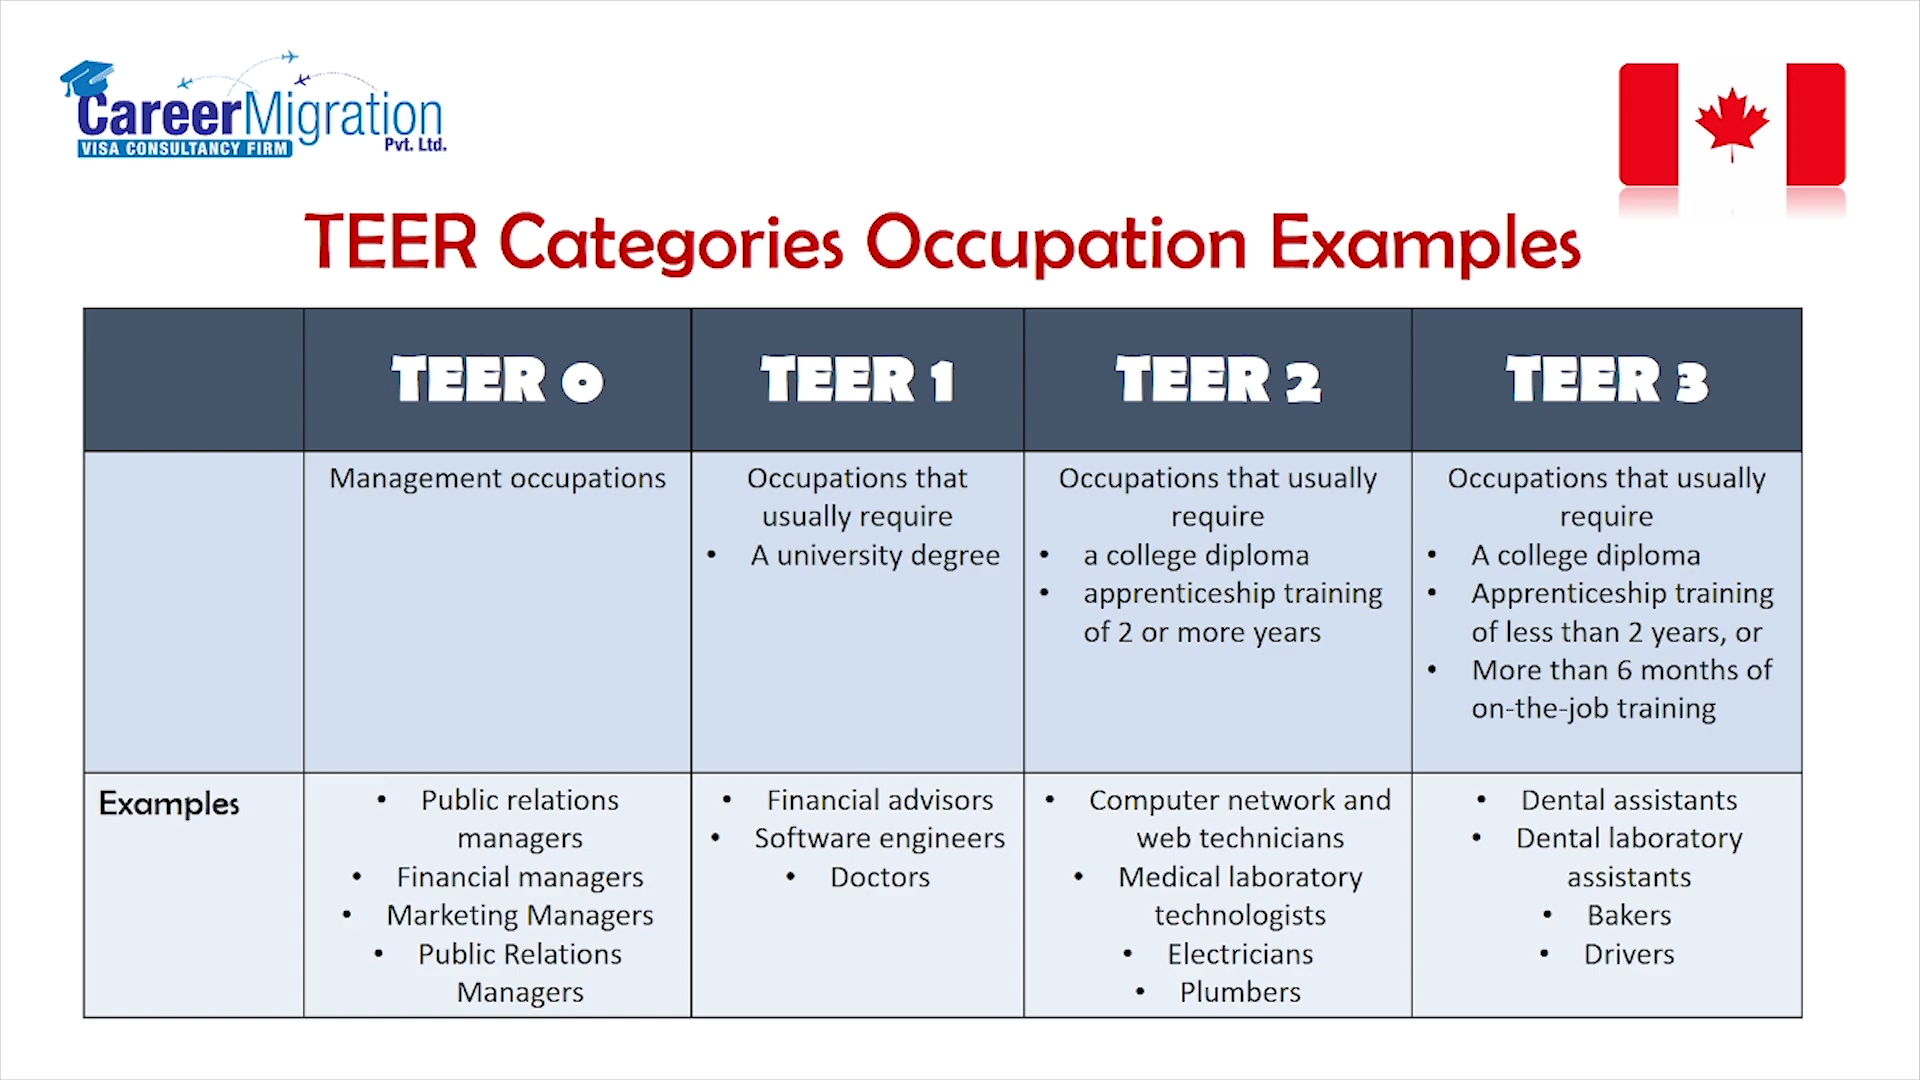 CareerMigration
Pvt. Ltd.
VISA CONSULTANCY FIRM
TEER Categories Occupation Examples
TEER 0
TEER 1
TEER 2
TEER 3
Management occupations
Occupations that
usually require
• A university degree
Occupations that usually
require
• a college diploma
• apprenticeship training
of 2 or more years
Occupations that usually
require
• A college diploma
• Apprenticeship training
of less than 2 years, or
• More than 6 months of
on-the-job training
Examples
• Public relations
managers
• Financial managers
• Marketing Managers
• Public Relations
Managers
• Financial advisors
• Software engineers
• Doctors
• Computer network and
web technicians
• Medical laboratory
technologists
• Electricians
• Plumbers
• Dental assistants
• Dental laboratory
assistants
• Bakers
• Drivers